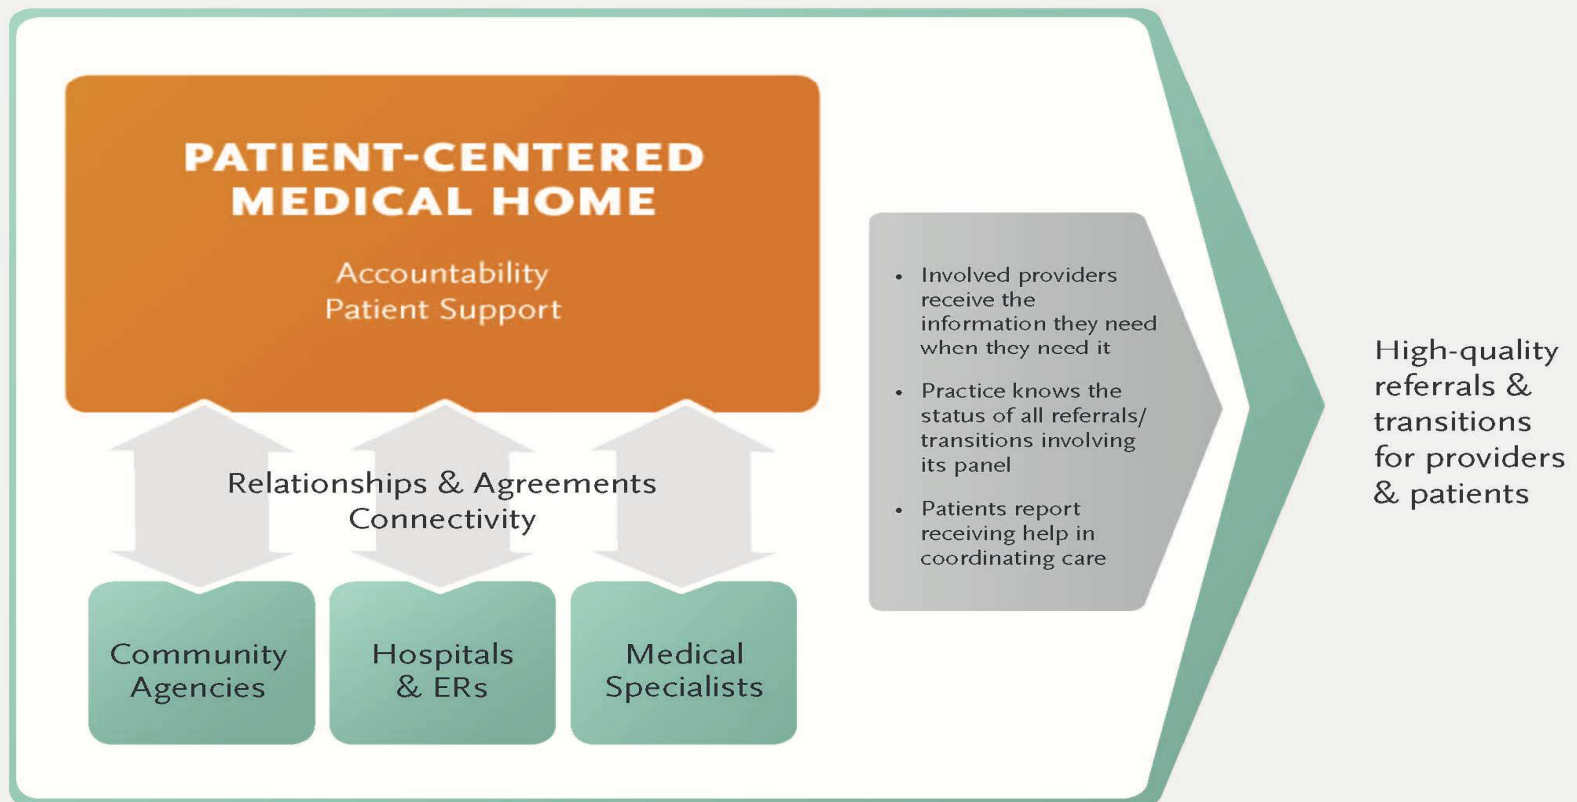 PATIENT-CENTERED
MEDICAL HOME
Accountability
Patient Support
Relationships & Agreements
Connectivity
Community
Agencies
Hospitals
& ERs
Medical
Specialists
• Involved providers
receive the
information they need
when they need it
• Practice knows the
status of all referrals/
transitions involving
its panel
• Patients report
receiving help in
coordinating care
High-quality
referrals &
transitions
for providers
& patients